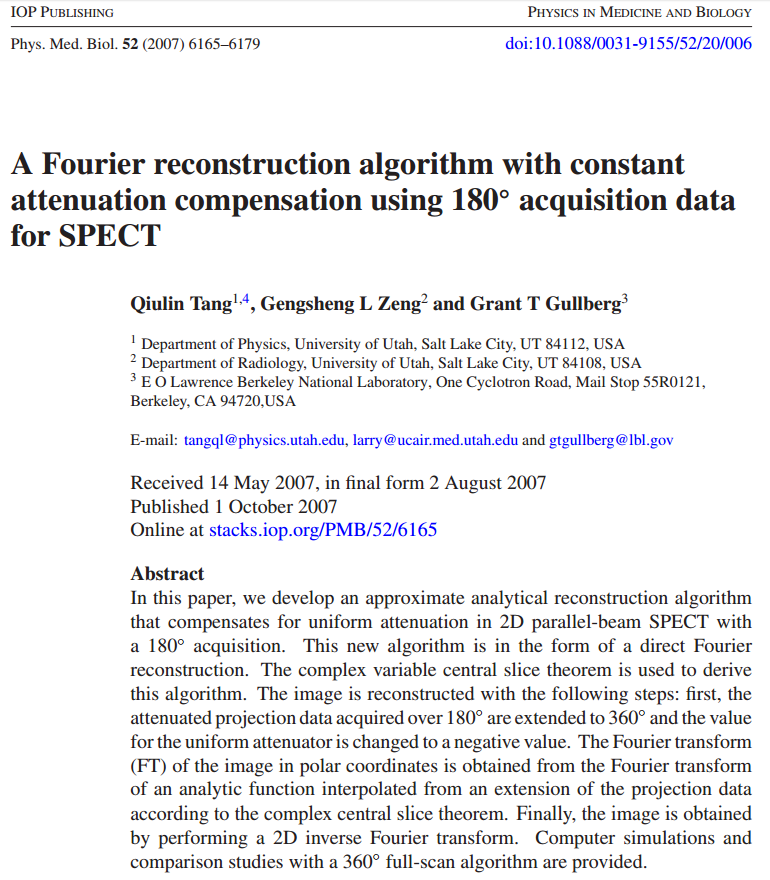 IOP PUBLISHING PHYSICS IN MEDICINE AND BIOLOGY
Phys. Med. Biol. 52 (2007) 6165–6179 doi:10.1088/0031-9155/52/20/006
A Fourier reconstruction algorithm with constant
attenuation compensation using 180° acquisition data
for SPECT
Qiulin Tang1,4, Gengsheng L Zeng2 and Grant T Gullberg3
1 Department of Physics, University of Utah, Salt Lake City, UT 84112, USA
2 Department of Radiology, University of Utah, Salt Lake City, UT 84108, USA
3 E O Lawrence Berkeley National Laboratory, One Cyclotron Road, Mail Stop 55R0121,
Berkeley, CA 94720,USA
E-mail: tangql@physics.utah.edu, larry@ucair.med.utah.edu and gtgullberg@lbl.gov
Received 14 May 2007, in final form 2 August 2007
Published 1 October 2007
Online at stacks.iop.org/PMB/52/6165
Abstract
In this paper, we develop an approximate analytical reconstruction algorithm
that compensates for uniform attenuation in 2D parallel-beam SPECT with
a 180° acquisition. This new algorithm is in the form of a direct Fourier
reconstruction. The complex variable central slice theorem is used to derive
this algorithm. The image is reconstructed with the following steps: first, the
attenuated projection data acquired over 180° are extended to 360° and the value
for the uniform attenuator is changed to a negative value. The Fourier transform
(FT) of the image in polar coordinates is obtained from the Fourier transform
of an analytic function interpolated from an extension of the projection data
according to the complex central slice theorem. Finally, the image is obtained
by performing a 2D inverse Fourier transform. Computer simulations and
comparison studies with a 360° full-scan algorithm are provided.